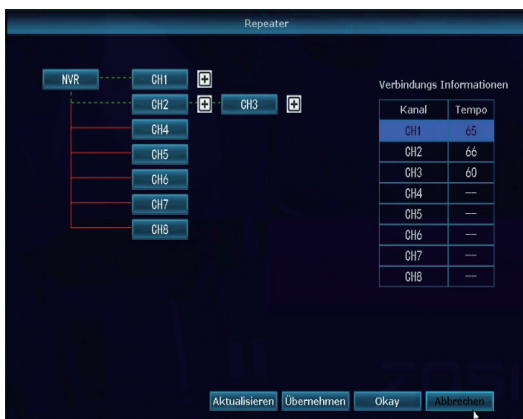 Repeater
NVR CH1
CH2 CH3
CH4
CH5
CH6
CH7
CH8
Verbindungs Informationen
Kanal Tempo
CH1 65
CH2 66
CH3 60
CH4 --
CH5 --
CH6 --
CH7 --
CH8 --
Aktualisieren Übernehmen Okay Abbrechen